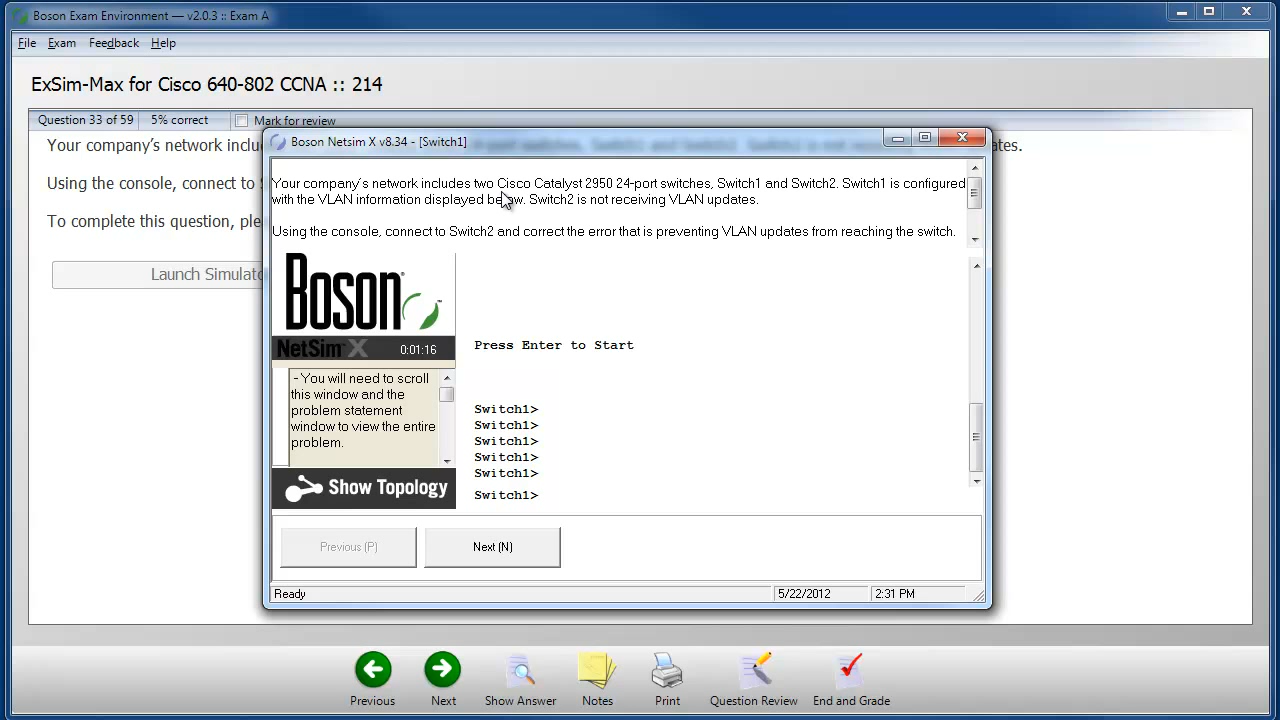 Boson Exam Environment — v2.0.3 :: Exam A
File Exam Feedback Help
ExSim-Max for Cisco 640-802 CCNA :: 214
Question 33 of 59 5% correct Mark for review
Your company's network inclu
Using the console, connect to S
To complete this question, plea
Launch Simulato
Boson Netsim X v8.34 - [Switch1]
Your company's network includes two Cisco Catalyst 2950 24-port switches, Switch1 and Switch2. Switch1 is configured
with the VLAN information displayed below. Switch2 is not receiving VLAN updates.
Using the console, connect to Switch2 and correct the error that is preventing VLAN updates from reaching the switch.
Boson
NetSim X 0:01:16
- You will need to scroll
this window and the
problem statement
window to view the entire
problem.
Show Topology
Press Enter to Start
Switch1>
Switch1>
Switch1>
Switch1>
Switch1>
Switch1>
Previous (P) Next (N)
Ready 5/22/2012 2:31 PM
Previous Next Show Answer Notes Print Question Review End and Grade